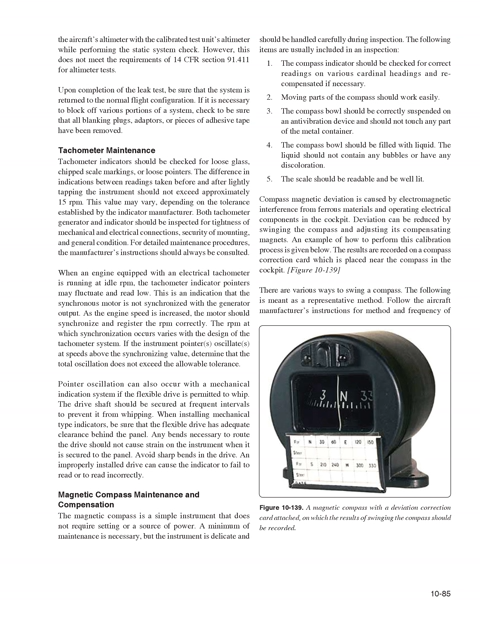 the aircraft's altimeter with the calibrated test unit's altimeter
while performing the static system check. However, this
does not meet the requirements of 14 CFR section 91.411
for altimeter tests.
Upon completion of the leak test, be sure that the system is
returned to the normal flight configuration. If it is necessary
to block off various portions of a system, check to be sure
that all blanking plugs, adaptors, or pieces of adhesive tape
have been removed.
Tachometer Maintenance
Tachometer indicators should be checked for loose glass,
chipped scale markings, or loose pointers. The difference in
indications between readings taken before and after lightly
tapping the instrument should not exceed approximately
15 rpm. This value may vary, depending on the tolerance
established by the indicator manufacturer. Both tachometer
generator and indicator should be inspected for tightness of
mechanical and electrical connections, security of mounting,
and general condition. For detailed maintenance procedures,
the manufacturer's instructions should always be consulted.
When an engine equipped with an electrical tachometer
is running at idle rpm, the tachometer indicator pointers
may fluctuate and read low. This is an indication that the
synchronous motor is not synchronized with the generator
output. As the engine speed is increased, the motor should
synchronize and register the rpm correctly. The rpm at
which synchronization occurs varies with the design of the
tachometer system. If the instrument pointer(s) oscillate(s)
at speeds above the synchronizing value, determine that the
total oscillation does not exceed the allowable tolerance.
Pointer oscillation can also occur with a mechanical
indication system if the flexible drive is permitted to whip.
The drive shaft should be secured at frequent intervals
to prevent it from whipping. When installing mechanical
type indicators, be sure that the flexible drive has adequate
clearance behind the panel. Any bends necessary to route
the drive should not cause strain on the instrument when it
is secured to the panel. Avoid sharp bends in the drive. An
improperly installed drive can cause the indicator to fail to
read or to read incorrectly.
Magnetic Compass Maintenance and
Compensation
The magnetic compass is a simple instrument that does
not require setting or a source of power. A minimum of
maintenance is necessary, but the instrument is delicate and
should be handled carefully during inspection. The following
items are usually included in an inspection:
1. The compass indicator should be checked for correct
readings on various cardinal headings and re-
compensated if necessary.
2. Moving parts of the compass should work easily.
3. The compass bowl should be correctly suspended on
an antivibration device and should not touch any part
of the metal container.
4. The compass bowl should be filled with liquid. The
liquid should not contain any bubbles or have any
discoloration.
5. The scale should be readable and be well lit.
Compass magnetic deviation is caused by electromagnetic
interference from ferrous materials and operating electrical
components in the cockpit. Deviation can be reduced by
swinging the compass and adjusting its compensating
magnets. An example of how to perform this calibration
process is given below. The results are recorded on a compass
correction card which is placed near the compass in the
cockpit. [Figure 10-139]
There are various ways to swing a compass. The following
is meant as a representative method. Follow the aircraft
manufacturer's instructions for method and frequency of
3 N 33
For N 30 60 E 120 150
Steer
For S 210 240 W 300 330
Steer
Figure 10-139. A magnetic compass with a deviation correction
card attached, on which the results of swinging the compass should
be recorded.
10-85